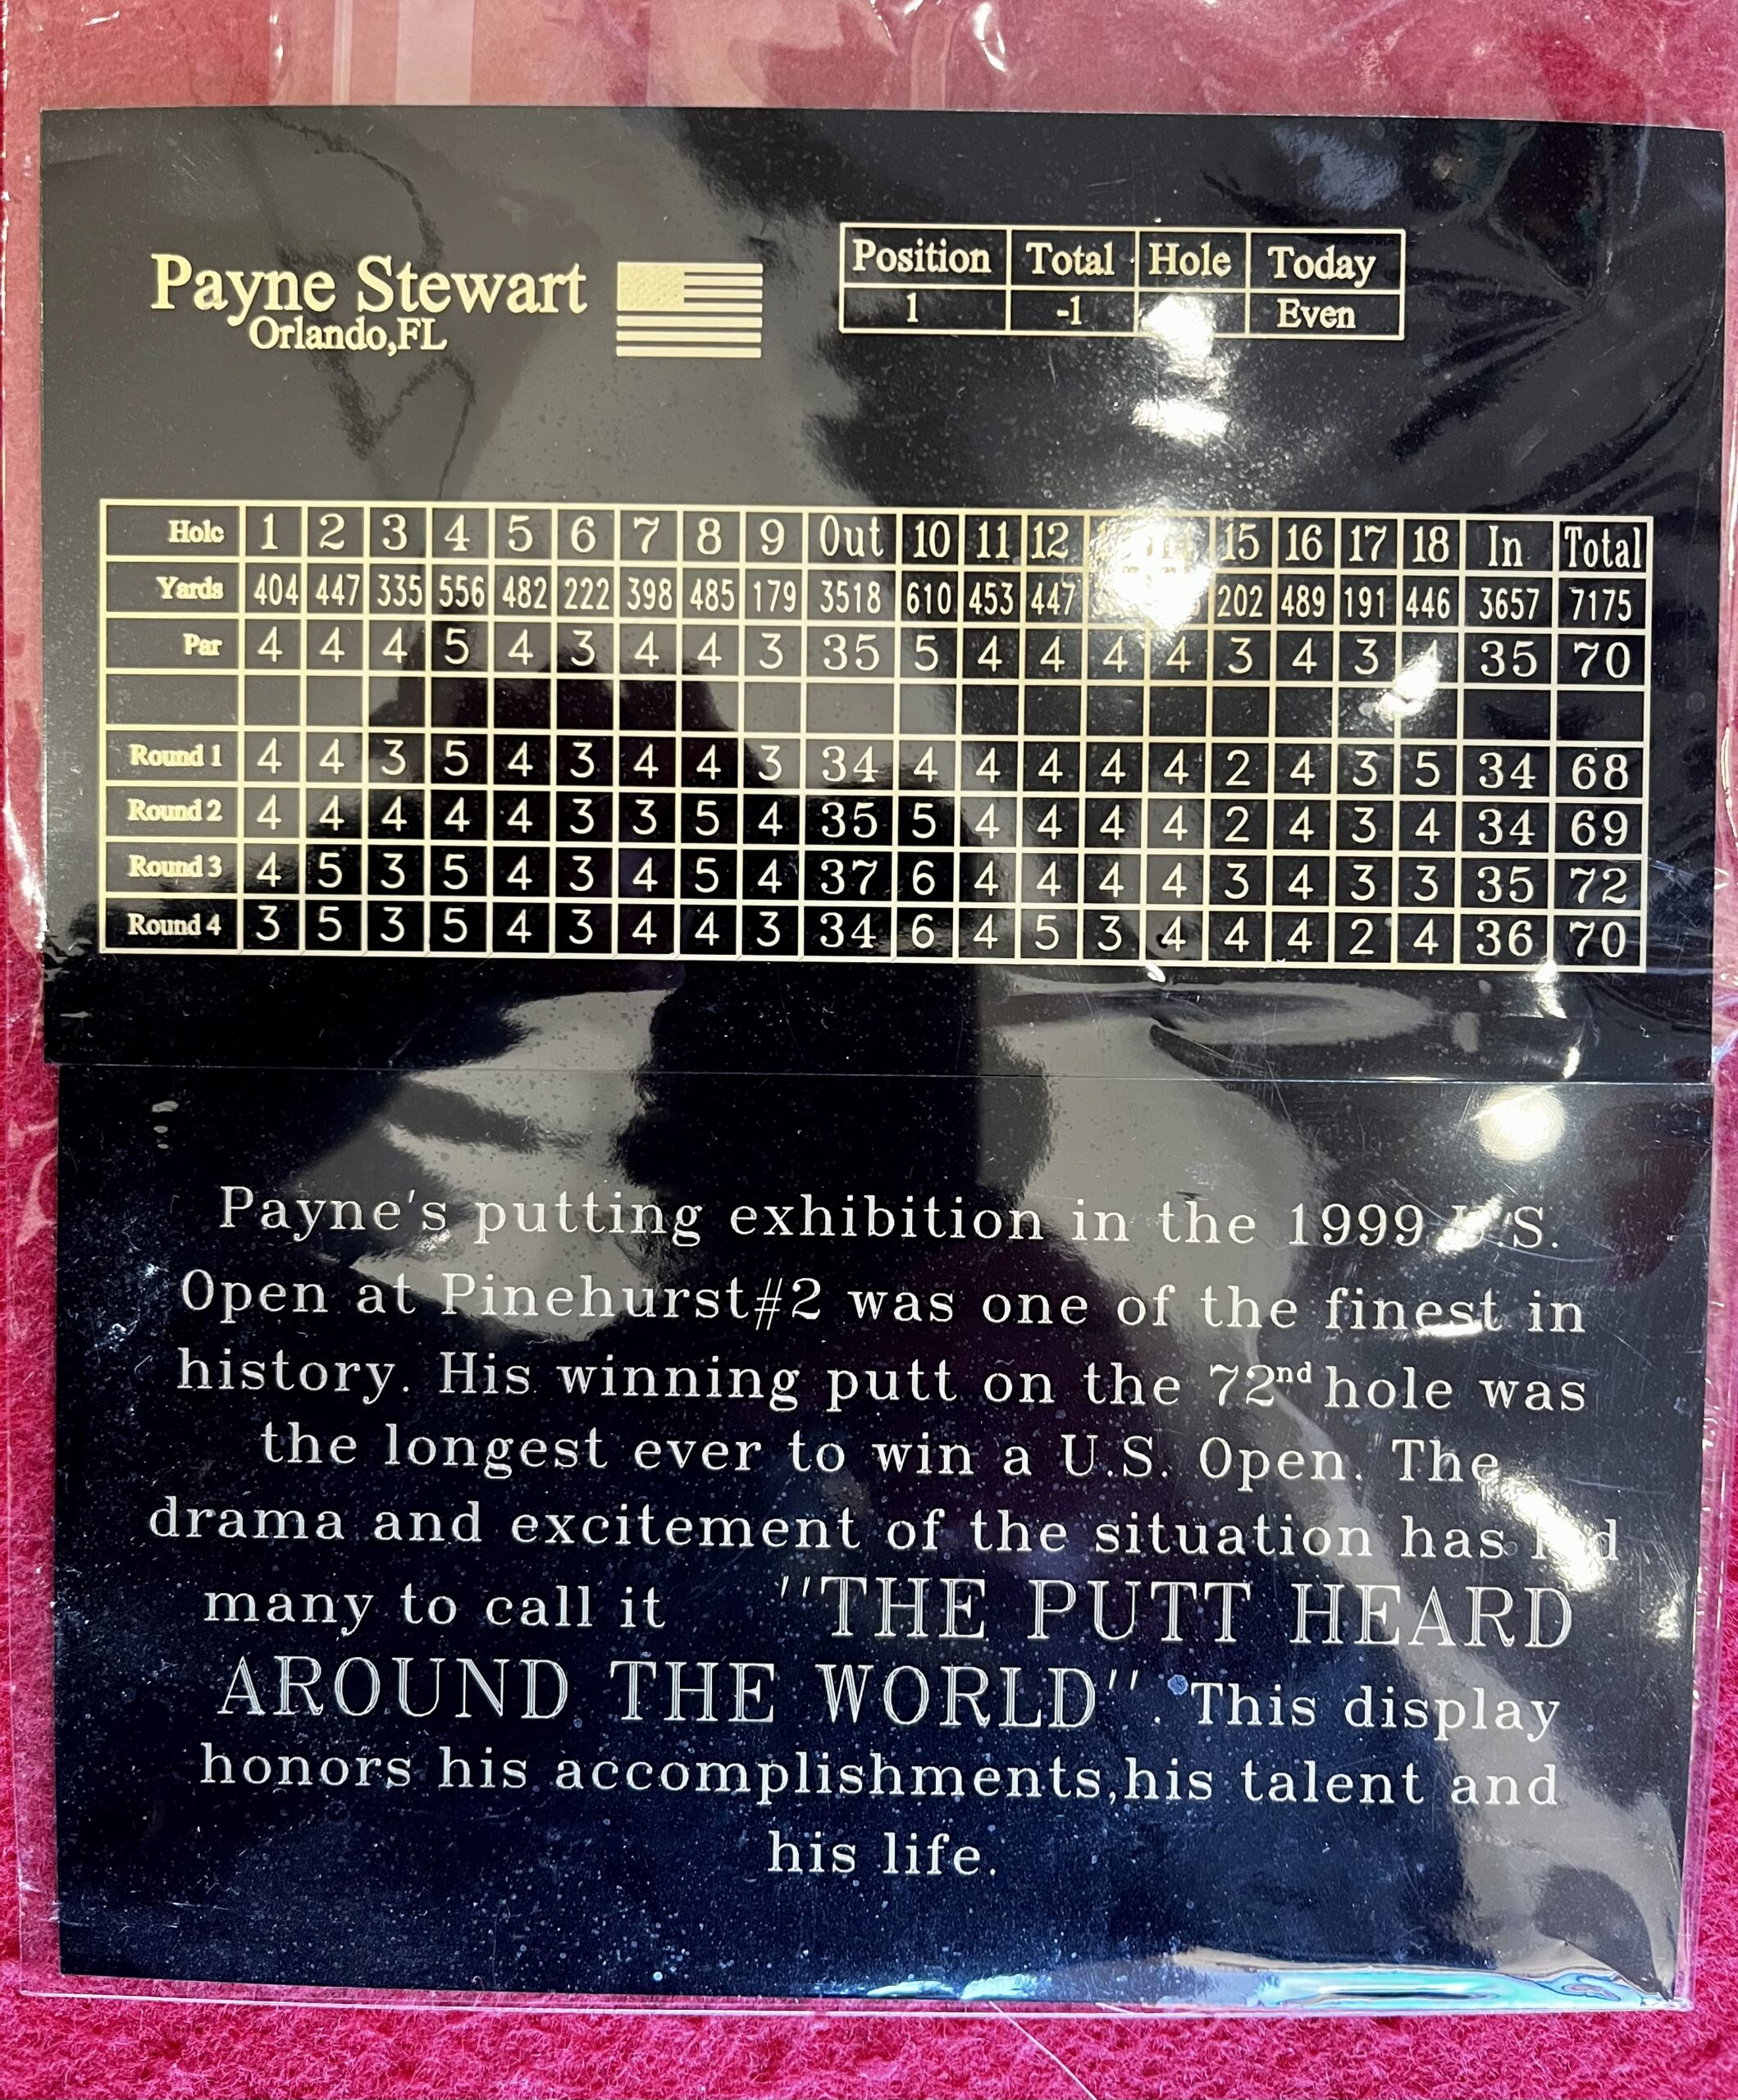 Payne Stewart
Orlando,FL
Position Total Hole Today
1 -1 Even
Hole 1 2 3 4 5 6 7 8 9 Out 10 11 12 15 16 17 18 In Total
Yards 404 447 335 556 482 222 398 485 179 3518 610 453 447 202 489 191 446 3657 7175
Par 4 4 4 5 4 3 4 4 3 35 5 4 4 4 4 3 4 3 4 35 70
Round 1 4 4 3 5 4 3 4 4 3 34 4 4 4 4 4 2 4 3 5 34 68
Round 2 4 4 4 4 4 3 3 5 4 35 5 4 4 4 4 2 4 3 4 34 69
Round 3 4 5 3 5 4 3 4 5 4 37 6 4 4 4 4 3 4 3 3 35 72
Round 4 3 5 3 5 4 3 4 4 3 34 6 4 5 3 4 4 4 2 4 36 70
Payne's putting exhibition in the 1999 U.S.
Open at Pinehurst#2 was one of the finest in
history. His winning putt on the 72nd hole was
the longest ever to win a U.S. Open. The
drama and excitement of the situation has led
many to call it "THE PUTT HEARD
AROUND THE WORLD". This display
honors his accomplishments,his talent and
his life.